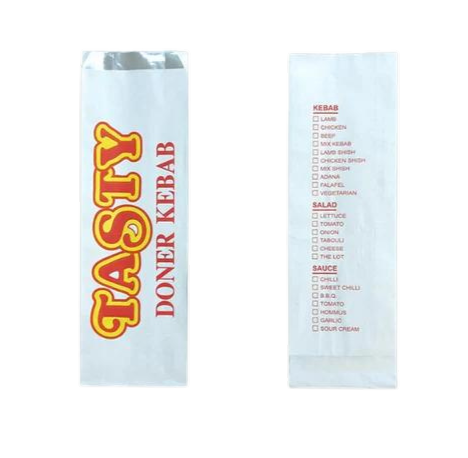 TASTY
DONER KEBAB
KEBAB
LAMB
CHICKEN
BEEF
MIX KEBAB
LAMB SHISH
CHICKEN SHISH
MIX SHISH
ADANA
FALAFEL
VEGETARIAN
SALAD
LETTUCE
TOMATO
ONION
TABOULI
CHEESE
THE LOT
SAUCE
CHILLI
SWEET CHILLI
B.B.Q
TOMATO
HOMMUS
GARLIC
SOUR CREAM